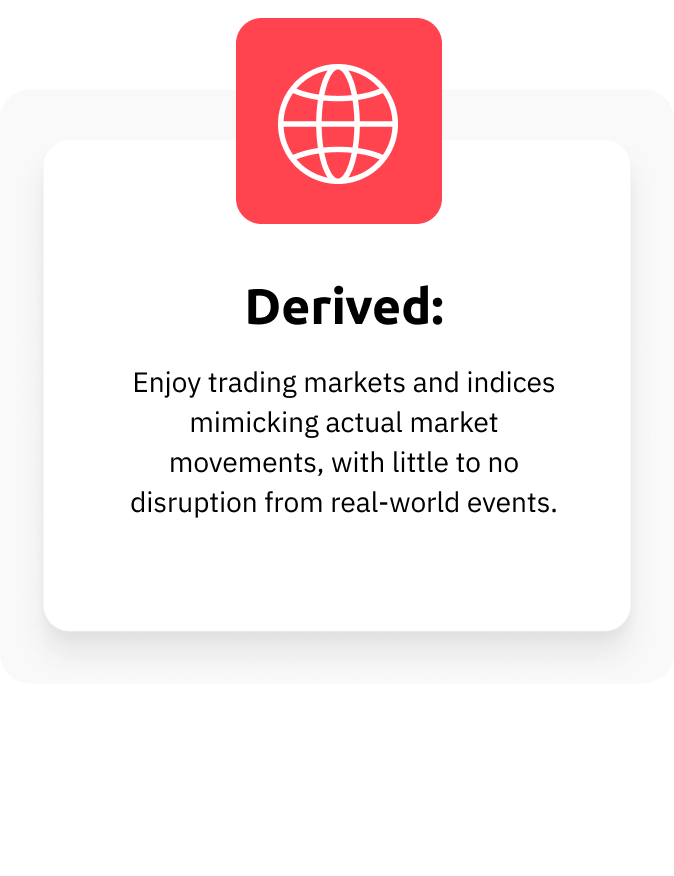 Derived:
Enjoy trading markets and indices
mimicking actual market
movements, with little to no
disruption from real-world events.